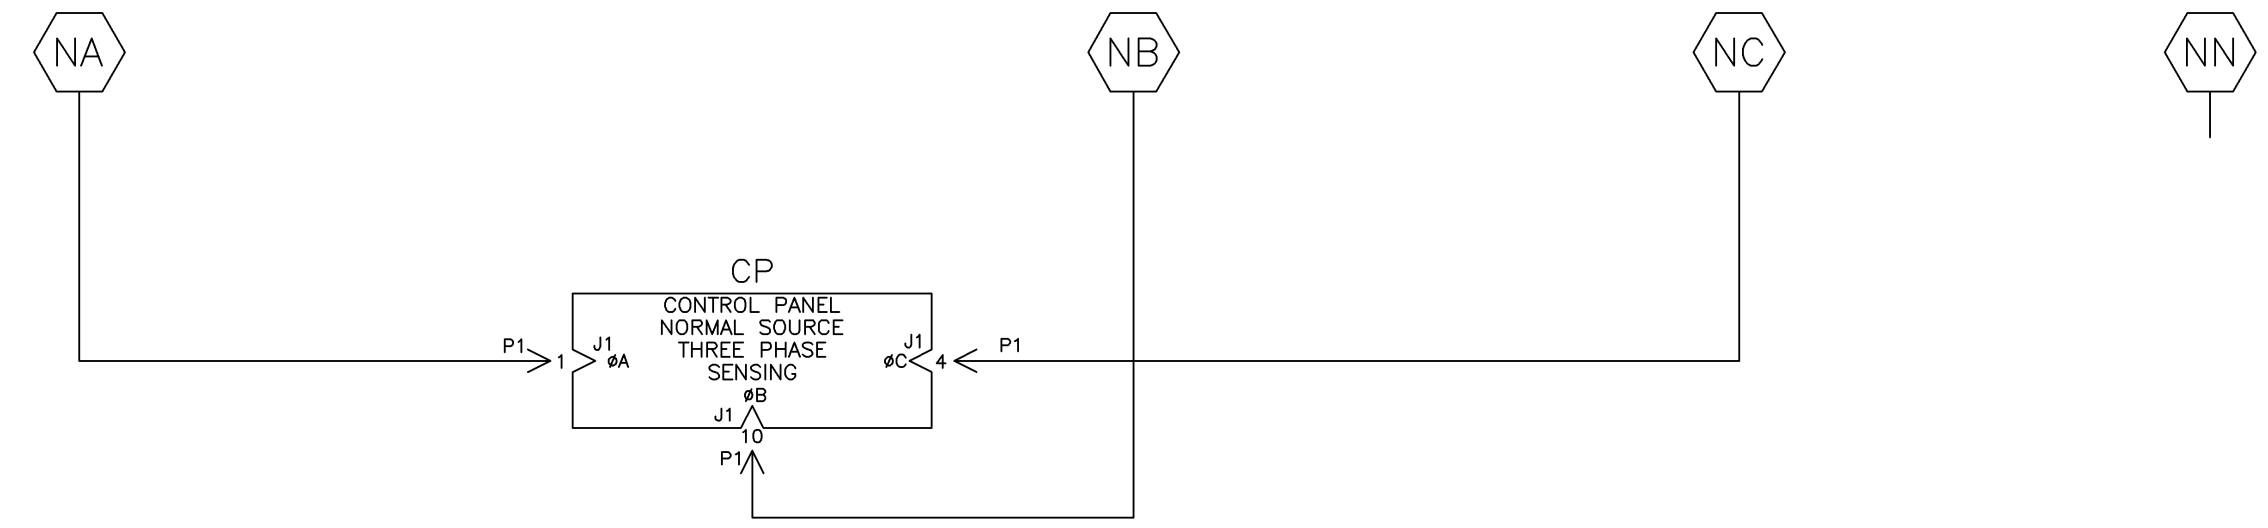 NA
NB
NC
NN
CP
CONTROL PANEL
NORMAL SOURCE
THREE PHASE
SENSING
P1
1
J1
øA
J1
øC
4
P1
øB
J1
10
P1